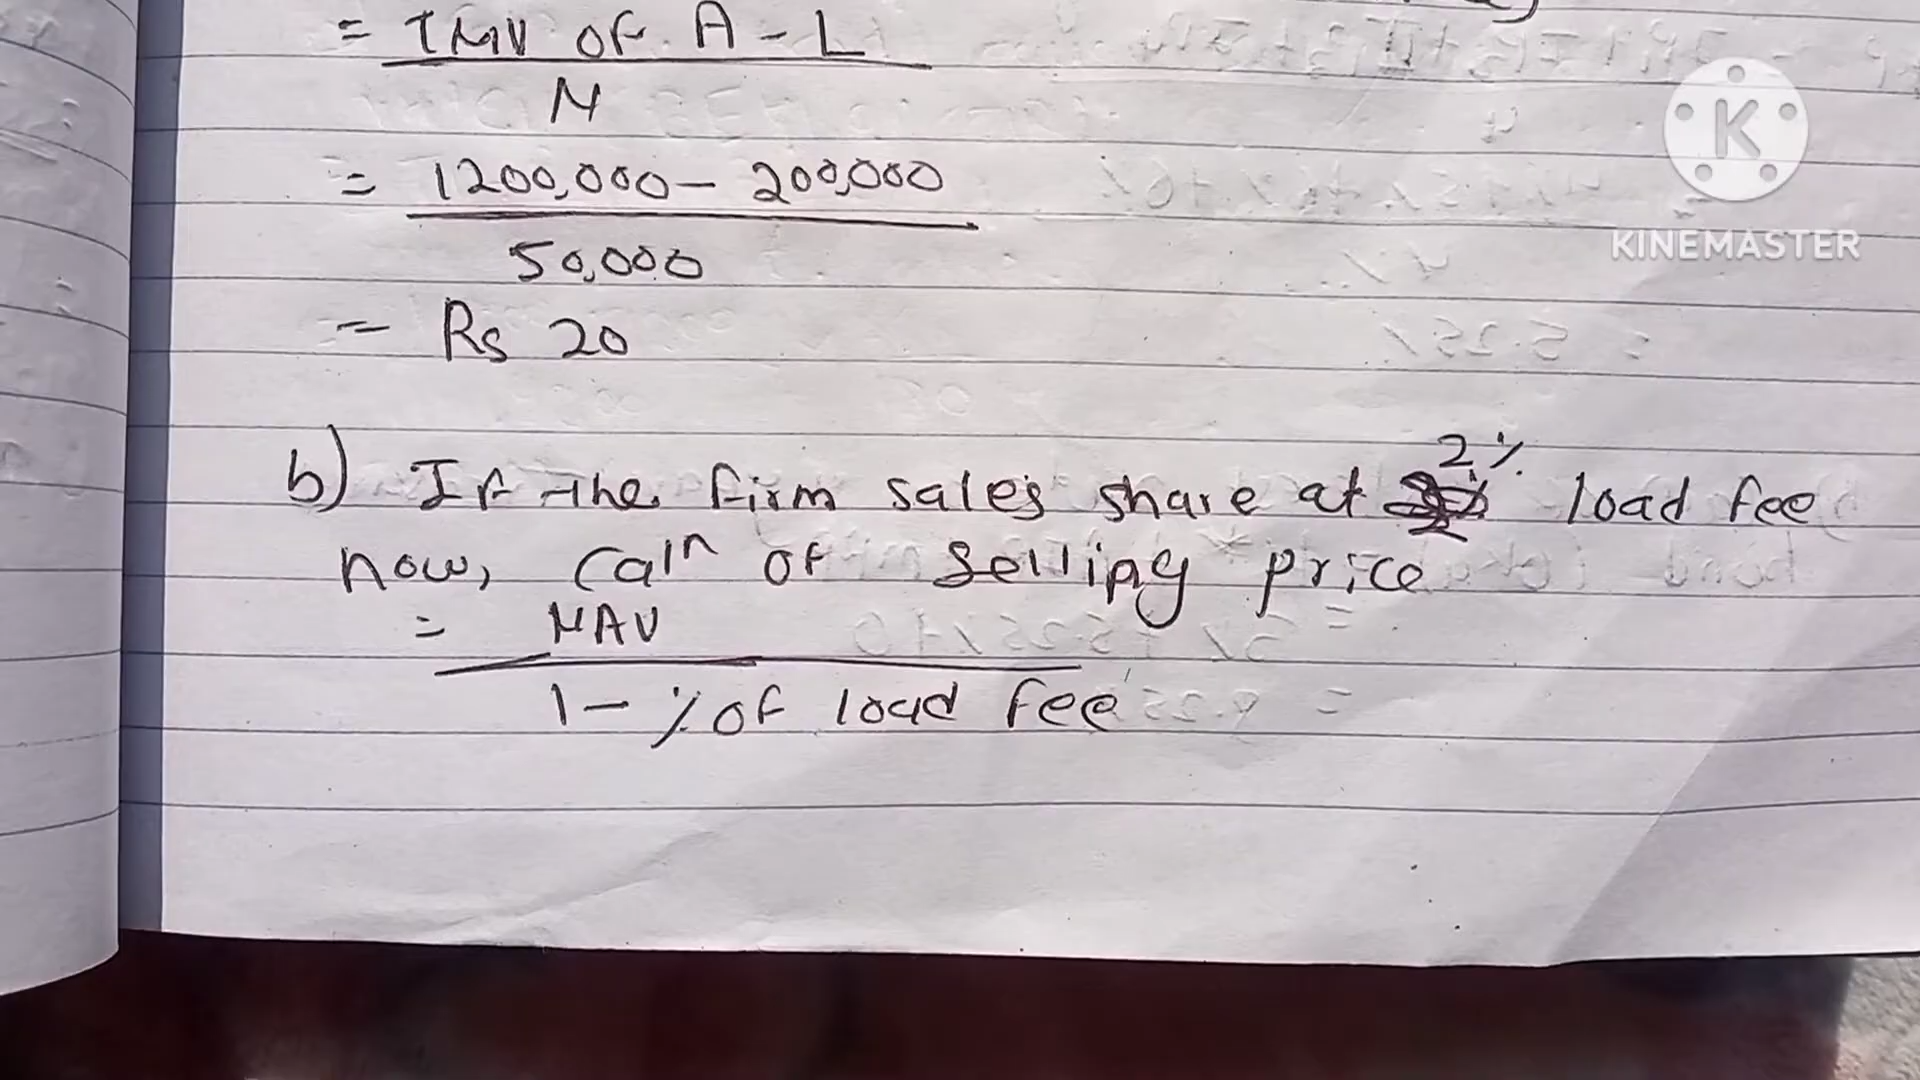 = TMV OF A - L
N
= 1200,000 - 200,000
50,000
= Rs 20
b) If the firm sales share at 2% load fee
now, calⁿ of selling price
= NAV
1 - % of load fee
KINEMASTER